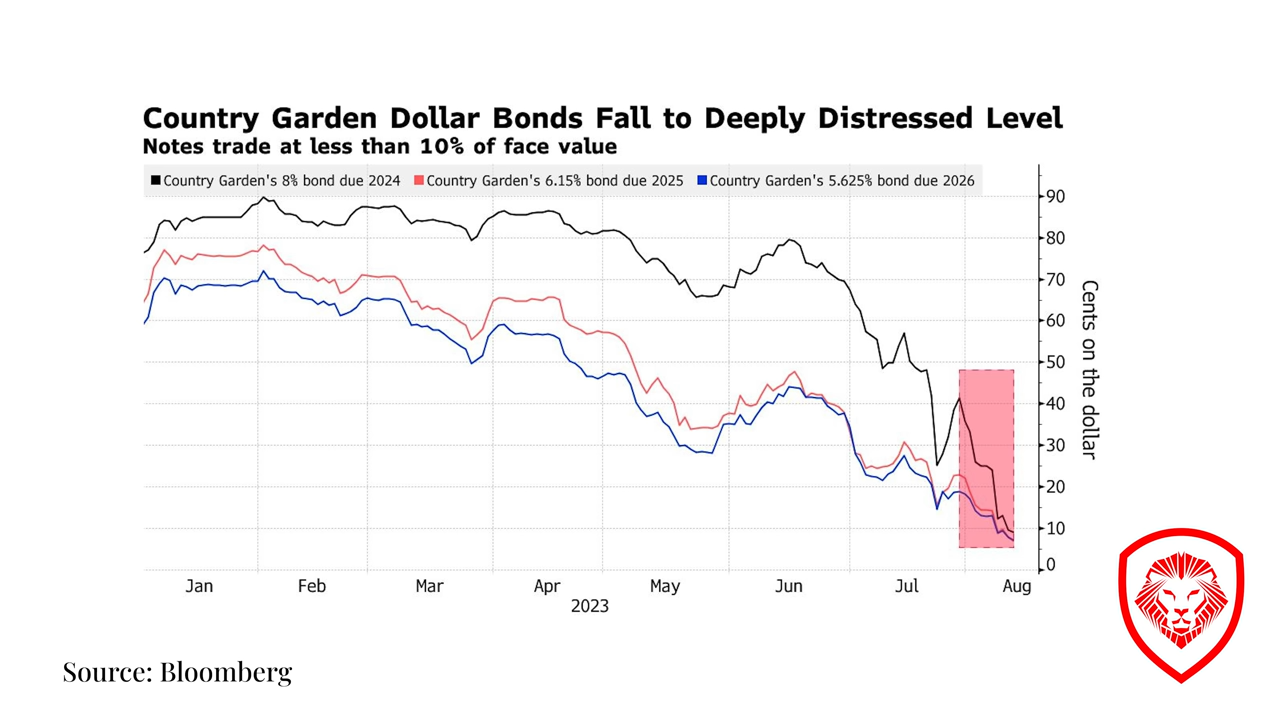 Country Garden Dollar Bonds Fall to Deeply Distressed Level
Notes trade at less than 10% of face value
Country Garden's 8% bond due 2024 Country Garden's 6.15% bond due 2025 Country Garden's 5.625% bond due 2026
90
80
70
60
50
40
30
20
10
0
Cents on the dollar
Jan Feb Mar Apr May Jun Jul Aug
2023
Source: Bloomberg